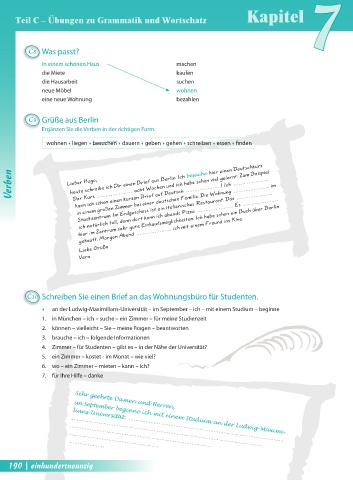 Teil C – Übungen zu Grammatik und Wortschatz
Kapitel 7
C8 Was passt?
in einem schönen Haus
machen
die Miete
kaufen
die Hausarbeit
suchen
neue Möbel
wohnen
eine neue Wohnung
bezahlen
C9 Grüße aus Berlin
Ergänzen Sie die Verben in der richtigen Form.
wohnen • liegen • besuchen • dauern • geben • gehen • schreiben • essen • finden
Lieber Hugo,
heute schreibe ich Dir einen Brief aus Berlin. Ich besuche hier einen Deutschkurs.
Der Kurs .................... acht Wochen und ich habe schon viel gelernt! Zum Beispiel
kann ich schon einen kurzen Brief auf Deutsch .................... ! Ich ....................
in einem großen Zimmer bei einer deutschen Familie. Die Wohnung .................... im
Stadtzentrum. Im Erdgeschoss ist ein italienisches Restaurant! Das ....................
ich natürlich toll, denn dort kann ich abends Pizza .................... . Es ....................
hier im Zentrum sehr gute Einkaufsmöglichkeiten. Ich habe schon ein Buch über Berlin
gekauft. Morgen Abend .................... ich mit einem Freund ins Kino.
Liebe Grüße
Vera
Verben
C10 Schreiben Sie einen Brief an das Wohnungsbüro für Studenten.
• an der Ludwig-Maximilians-Universität – im September – ich – mit einem Studium – beginne
1. in München – ich – suche – ein Zimmer – für meine Studienzeit
2. können – vielleicht – Sie – meine Fragen – beantworten
3. brauche – ich – folgende Informationen
4. Zimmer – für Studenten – gibt es – in der Nähe der Universität?
5. ein Zimmer – kostet - im Monat – wie viel?
6. wo – ein Zimmer – mieten – kann – ich?
7. für Ihre Hilfe – danke
Sehr geehrte Damen und Herren,
im September beginne ich mit einem Studium an der Ludwig-Maximi-
lians-Universität.
190 | einhundertneunzig